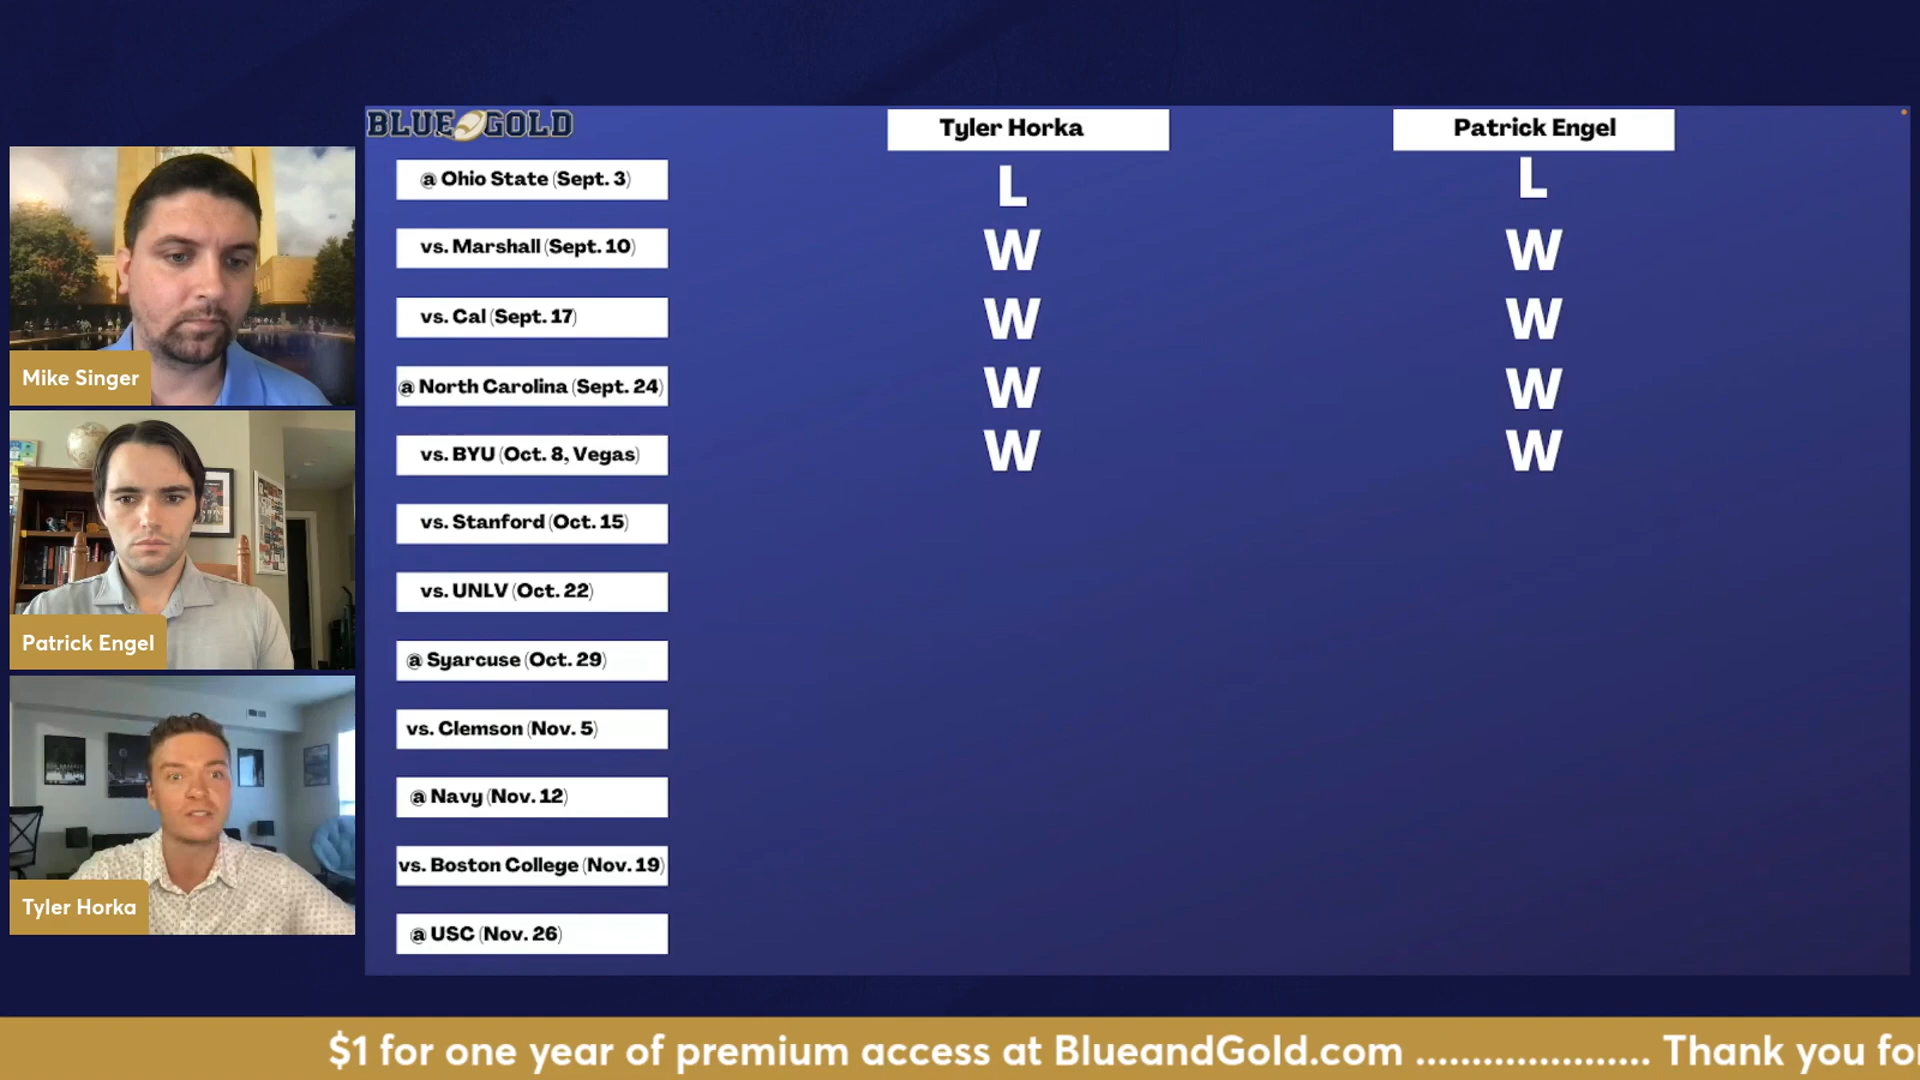 BLUE GOLD
Tyler Horka
Patrick Engel
@ Ohio State (Sept. 3)
L
L
vs. Marshall (Sept. 10)
W
W
vs. Cal (Sept. 17)
W
W
@ North Carolina (Sept. 24)
W
W
vs. BYU (Oct. 8, Vegas)
W
W
vs. Stanford (Oct. 15)
vs. UNLV (Oct. 22)
@ Syarcuse (Oct. 29)
vs. Clemson (Nov. 5)
@ Navy (Nov. 12)
vs. Boston College (Nov. 19)
@ USC (Nov. 26)
Mike Singer
Patrick Engel
Tyler Horka
$1 for one year of premium access at BlueandGold.com ..................... Thank you fo